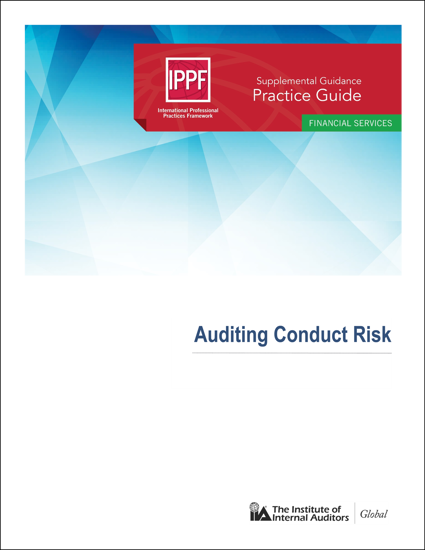 IPPF
International Professional
Practices Framework
Supplemental Guidance
Practice Guide
FINANCIAL SERVICES
Auditing Conduct Risk
IIA
The Institute of
Internal Auditors
Global